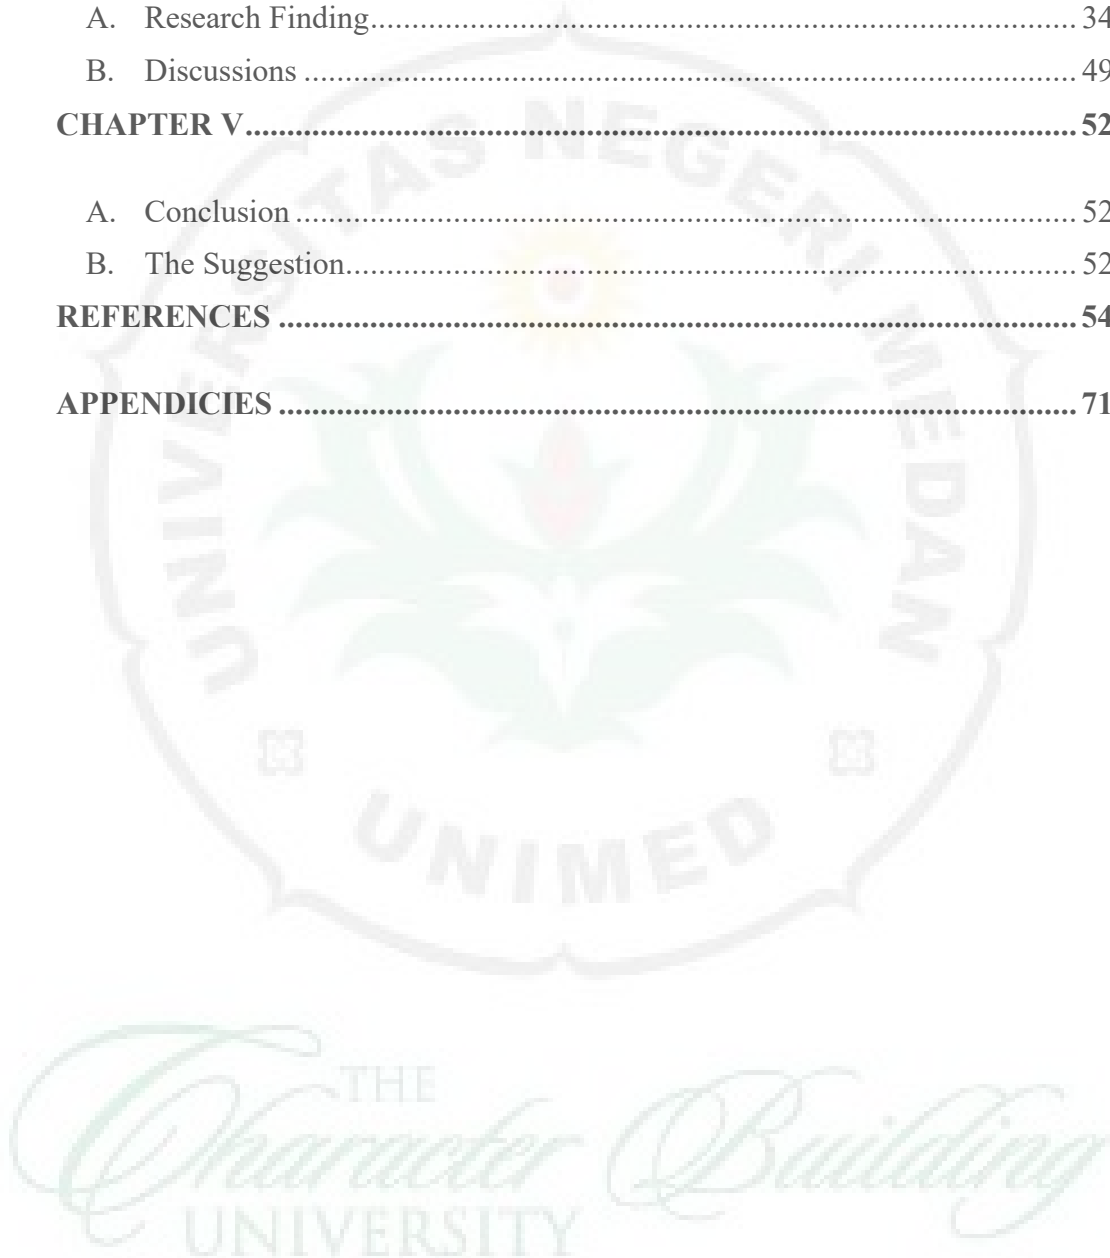 A. Research Finding.......... 34
B. Discussions .......... 49
CHAPTER V.......... 52
A. Conclusion .......... 52
B. The Suggestion.......... 52
REFERENCES .......... 54
APPENDICIES .......... 71
UNIVERSITAS NEGERI MEDAN
UNIMED
THE
Character Building
UNIVERSITY